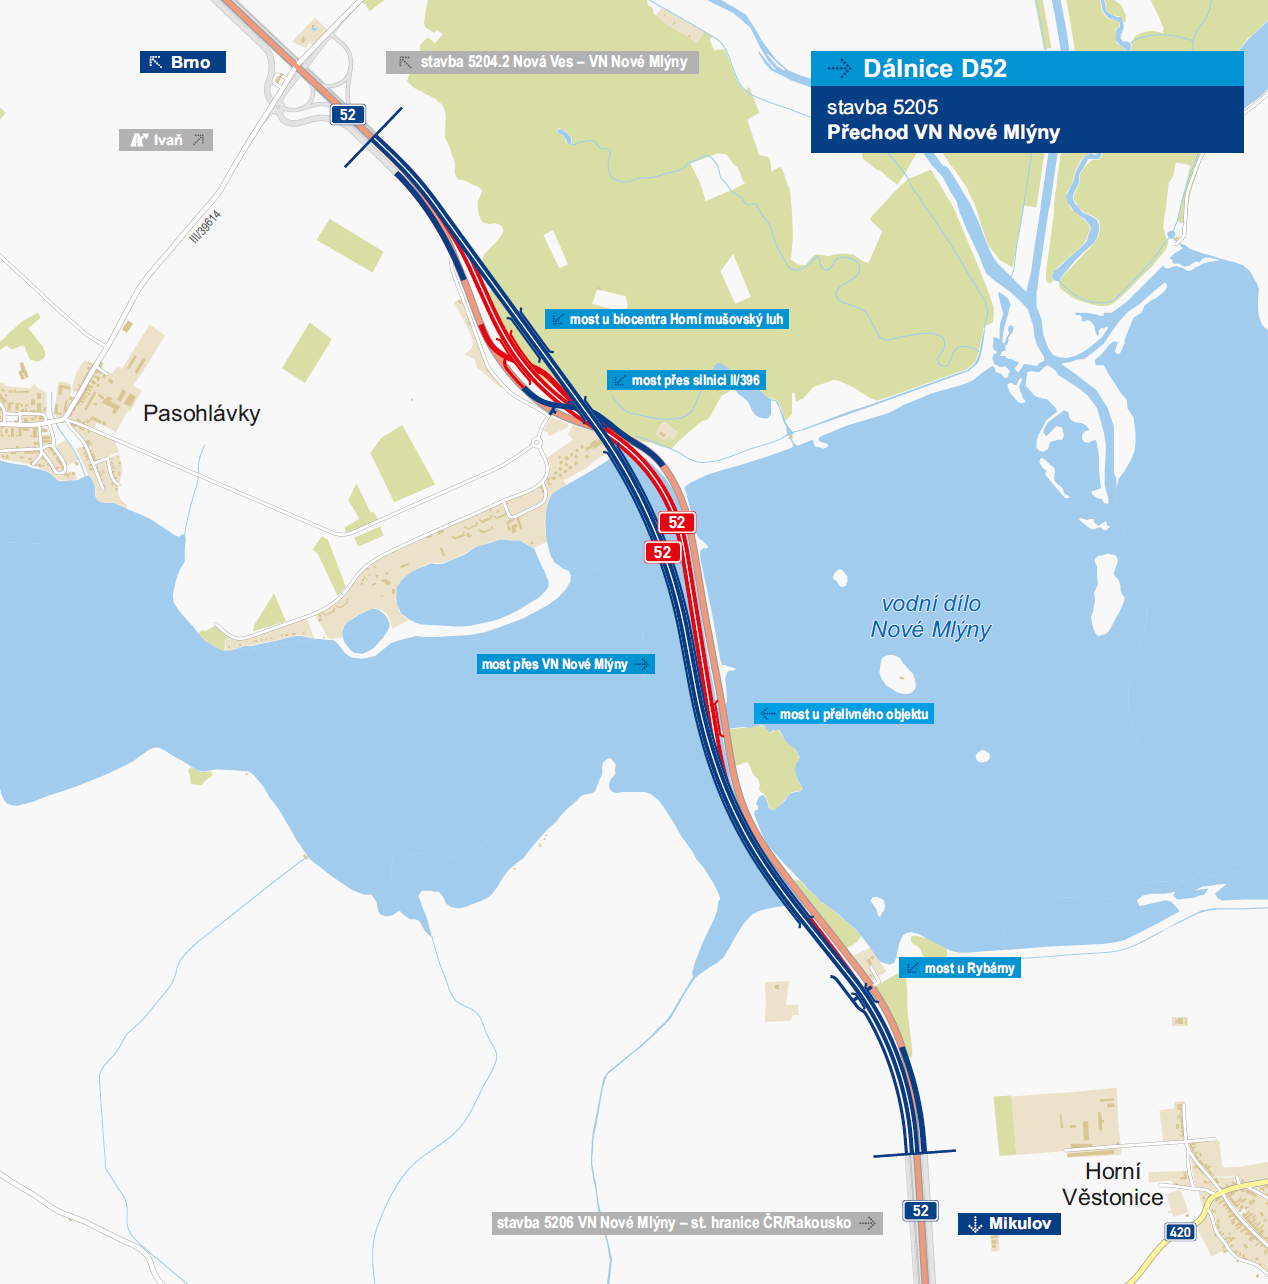 Brno
stavba 5204.2 Nová Ves – VN Nové Mlýny
Dálnice D52
stavba 5205
Přechod VN Nové Mlýny
52
Ivaň
III/39614
most u biocentra Horní mušovský luh
most přes silnici II/396
Pasohlávky
52
52
vodní dílo
Nové Mlýny
most přes VN Nové Mlýny
most u přelivného objektu
most u Rybárny
Horní
Věstonice
52
stavba 5206 VN Nové Mlýny – st. hranice ČR/Rakousko
Mikulov
420